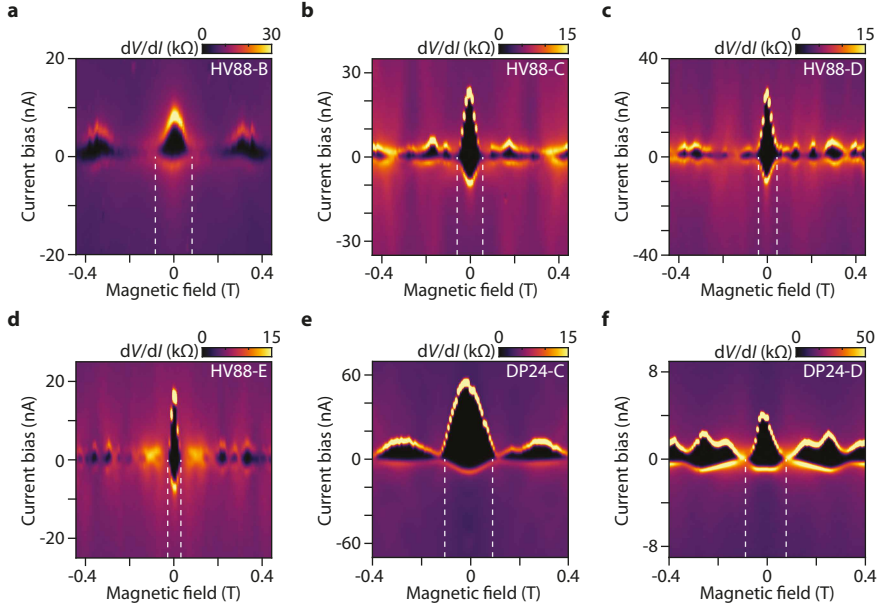 a
dV/dI (kΩ) 0 30
HV88-B
Current bias (nA)
20
0
-20
-0.4 0 0.4
Magnetic field (T)
b
dV/dI (kΩ) 0 15
HV88-C
Current bias (nA)
30
0
-30
-0.4 0 0.4
Magnetic field (T)
c
dV/dI (kΩ) 0 15
HV88-D
Current bias (nA)
40
0
-40
-0.4 0 0.4
Magnetic field (T)
d
dV/dI (kΩ) 0 15
HV88-E
Current bias (nA)
20
0
-20
-0.4 0 0.4
Magnetic field (T)
e
dV/dI (kΩ) 0 15
DP24-C
Current bias (nA)
60
0
-60
-0.4 0 0.4
Magnetic field (T)
f
dV/dI (kΩ) 0 50
DP24-D
Current bias (nA)
8
0
-8
-0.4 0 0.4
Magnetic field (T)